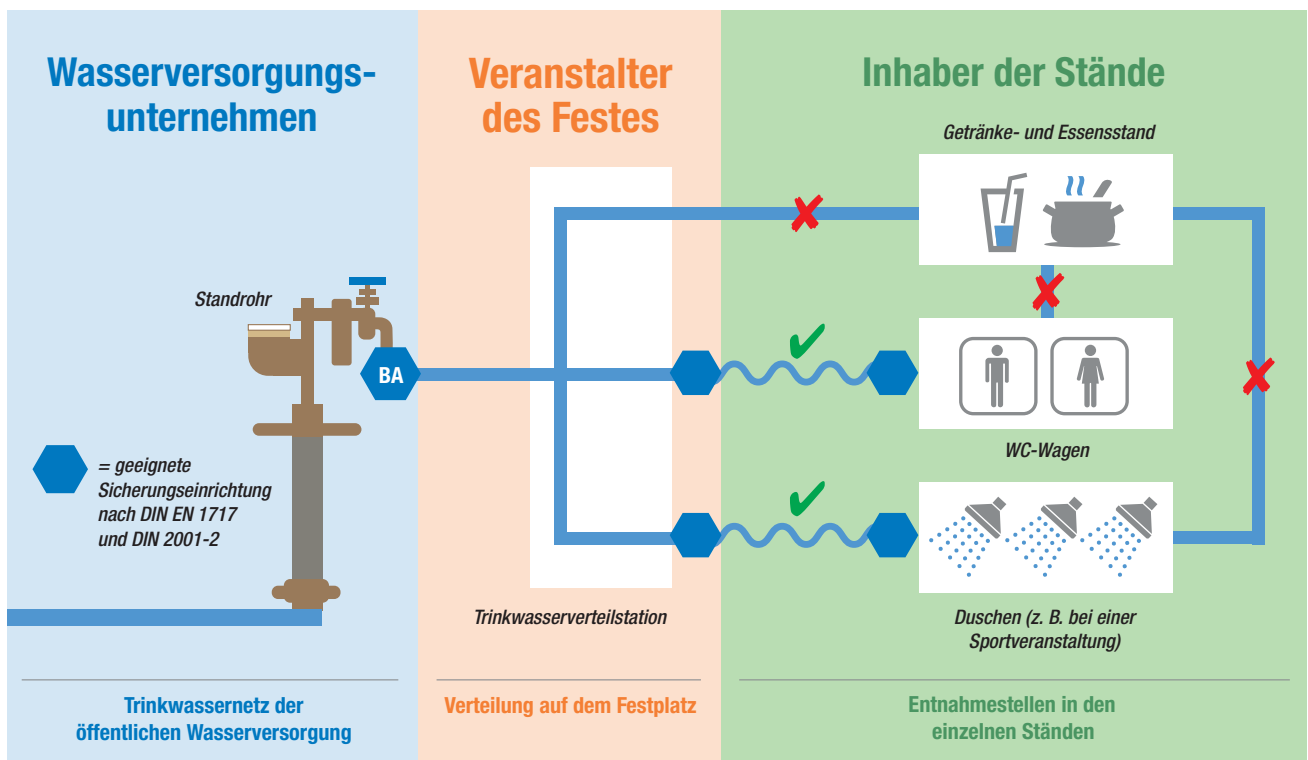 Wasserversorgungs-
unternehmen
Veranstalter
des Festes
Inhaber der Stände
Getränke- und Essensstand
Standrohr
BA
= geeignete
Sicherungseinrichtung
nach DIN EN 1717
und DIN 2001-2
WC-Wagen
Trinkwasserverteilstation
Duschen (z. B. bei einer
Sportveranstaltung)
Trinkwassernetz der
öffentlichen Wasserversorgung
Verteilung auf dem Festplatz
Entnahmestellen in den
einzelnen Ständen